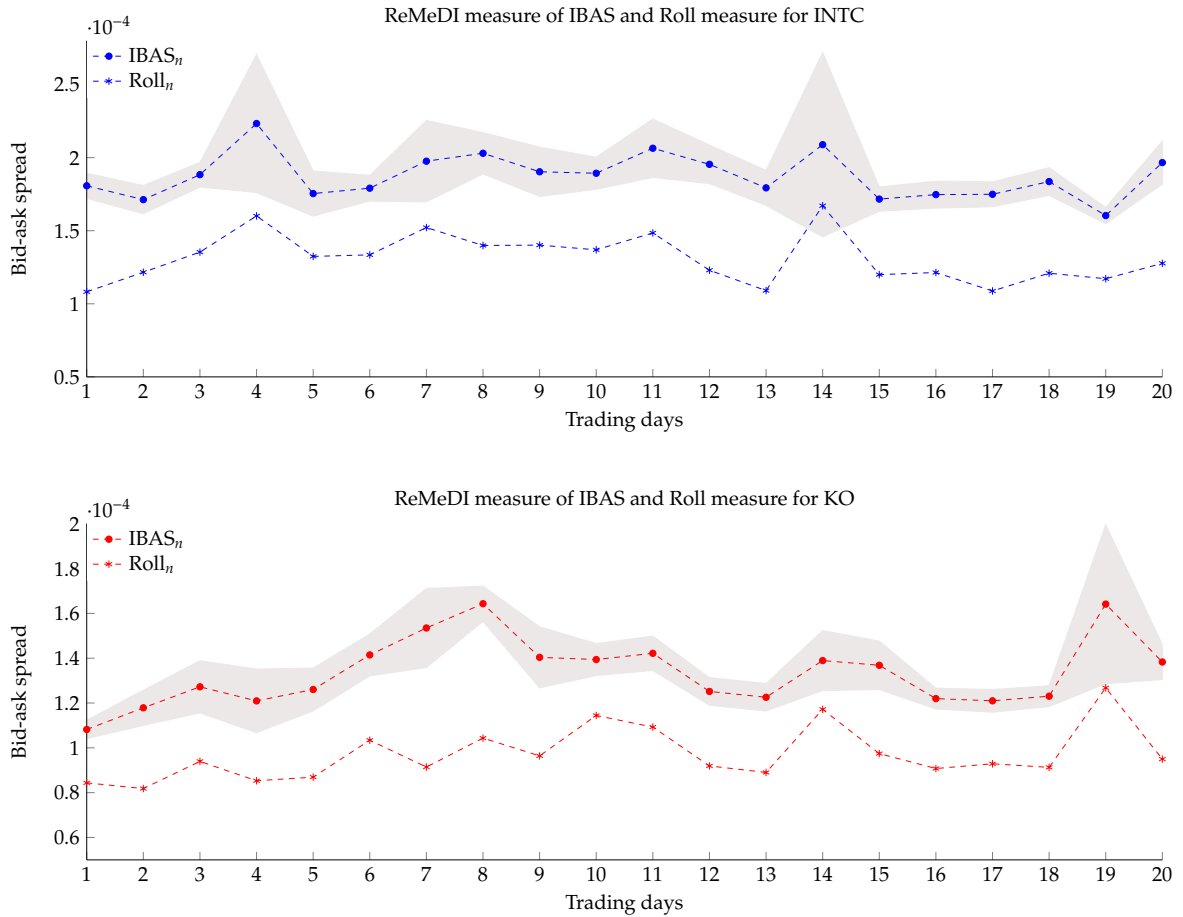 ReMeDI measure of IBAS and Roll measure for INTC
·10⁻⁴
IBASₙ
Rollₙ
2.5
2
1.5
1
0.5
Bid-ask spread
1 2 3 4 5 6 7 8 9 10 11 12 13 14 15 16 17 18 19 20
Trading days
ReMeDI measure of IBAS and Roll measure for KO
·10⁻⁴
IBASₙ
Rollₙ
2
1.8
1.6
1.4
1.2
1
0.8
0.6
Bid-ask spread
1 2 3 4 5 6 7 8 9 10 11 12 13 14 15 16 17 18 19 20
Trading days